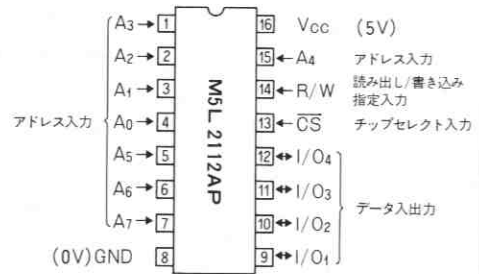 A3 → 1 16 Vcc (5V)
A2 → 2 15 ← A4 アドレス入力
A1 → 3 14 ← R/W 読み出し/書き込み
指定入力
アドレス入力 A0 → 4 13 ← CS チップセレクト入力
A5 → 5 12 ↔ I/O4
A6 → 6 11 ↔ I/O3
A7 → 7 10 ↔ I/O2
データ入出力
(0V) GND 8 9 ↔ I/O1
M5L 2112AP